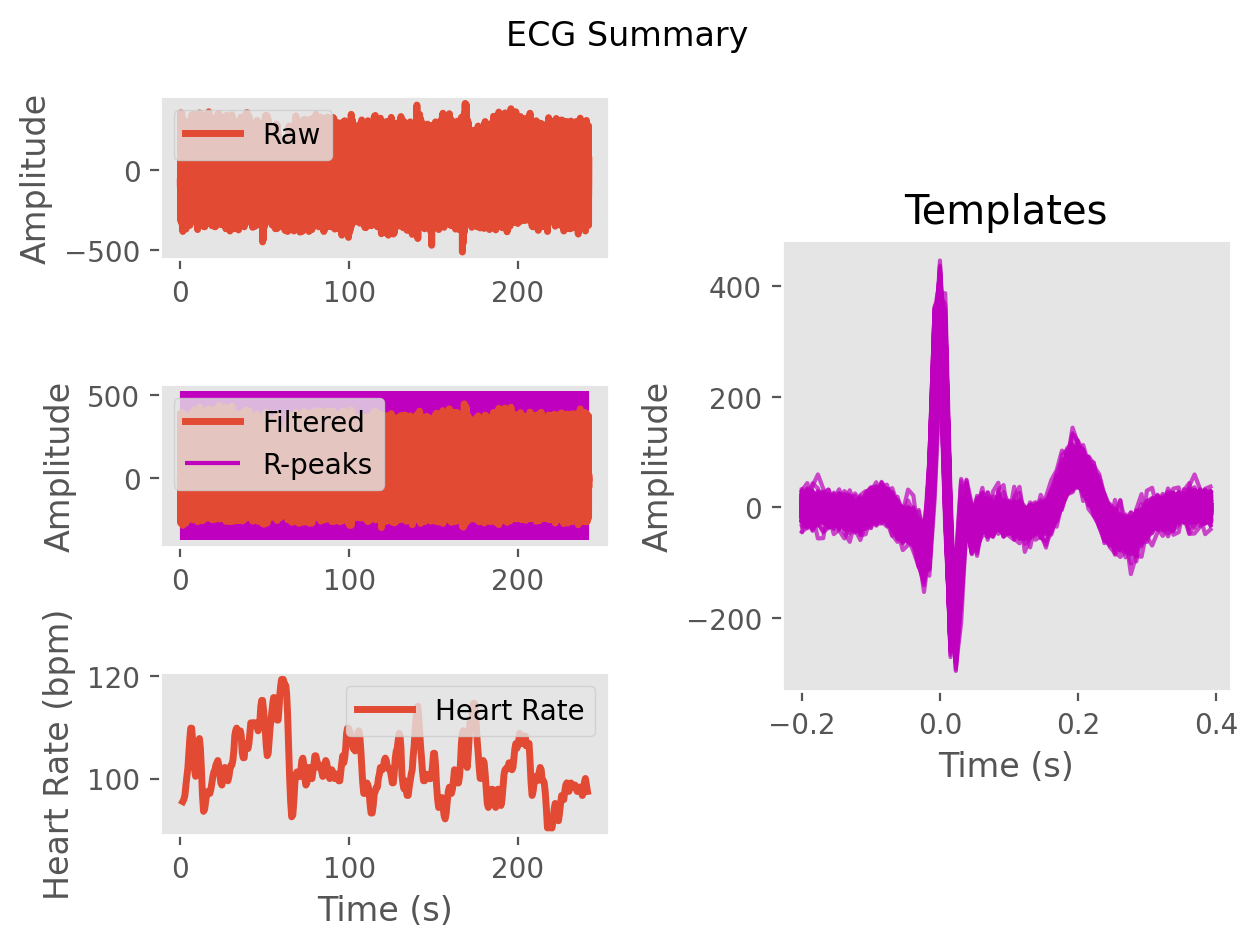 ECG Summary
Amplitude
Raw
0
−500
0 100 200
Amplitude
500
0
Filtered
R-peaks
0 100 200
Heart Rate (bpm)
120
100
Heart Rate
0 100 200
Time (s)
Templates
Amplitude
400
200
0
−200
−0.2 0.0 0.2 0.4
Time (s)